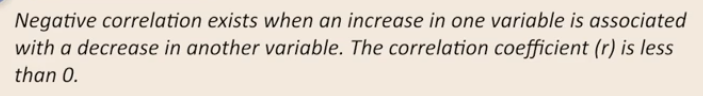 Negative correlation exists when an increase in one variable is associated
with a decrease in another variable. The correlation coefficient (r) is less
than 0.